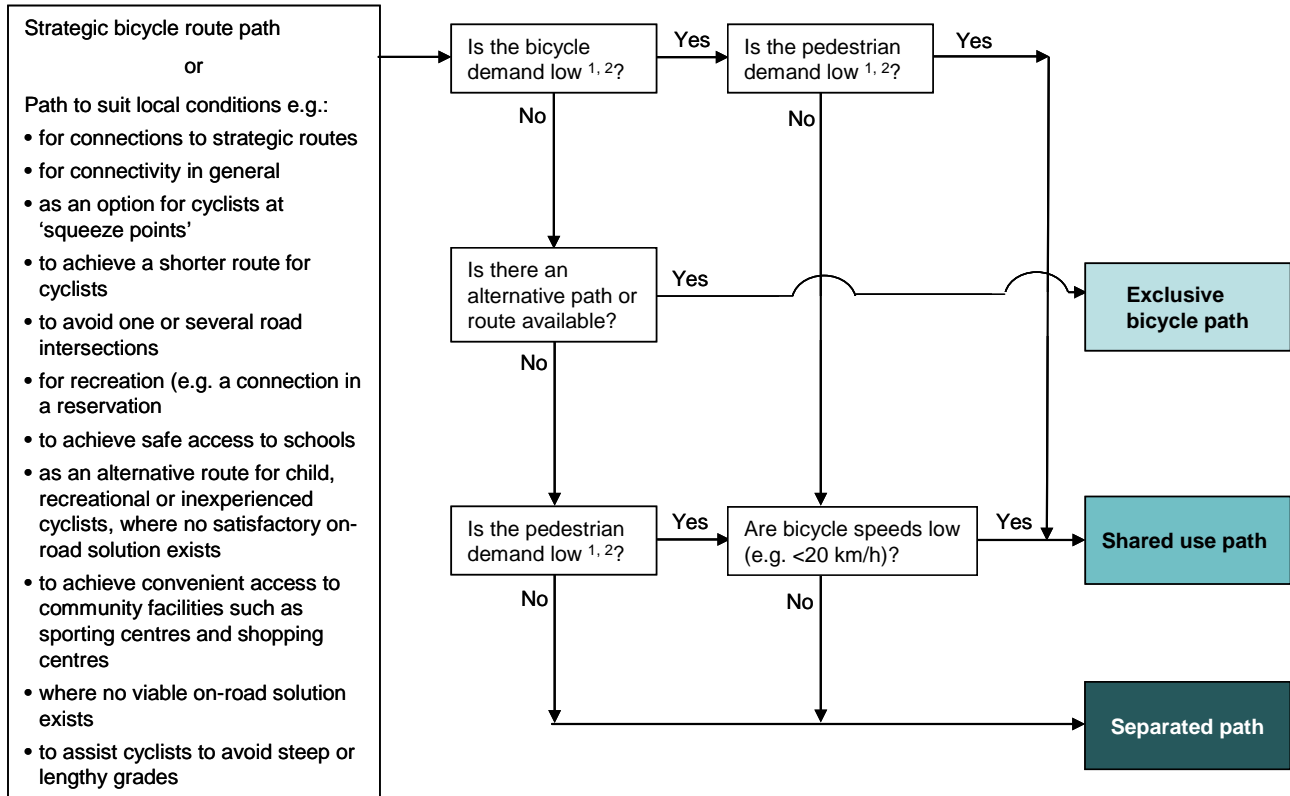 Strategic bicycle route path
or
Path to suit local conditions e.g.:
• for connections to strategic routes
• for connectivity in general
• as an option for cyclists at
‘squeeze points’
• to achieve a shorter route for
cyclists
• to avoid one or several road
intersections
• for recreation (e.g. a connection in
a reservation
• to achieve safe access to schools
• as an alternative route for child,
recreational or inexperienced
cyclists, where no satisfactory on-
road solution exists
• to achieve convenient access to
community facilities such as
sporting centres and shopping
centres
• where no viable on-road solution
exists
• to assist cyclists to avoid steep or
lengthy grades
Is the bicycle
demand low 1, 2?
Yes
No
Is the pedestrian
demand low 1, 2?
Yes
No
Is there an
alternative path or
route available?
Yes
No
Exclusive
bicycle path
Is the pedestrian
demand low 1, 2?
Yes
No
Are bicycle speeds low
(e.g. <20 km/h)?
Yes
No
Shared use path
Separated path